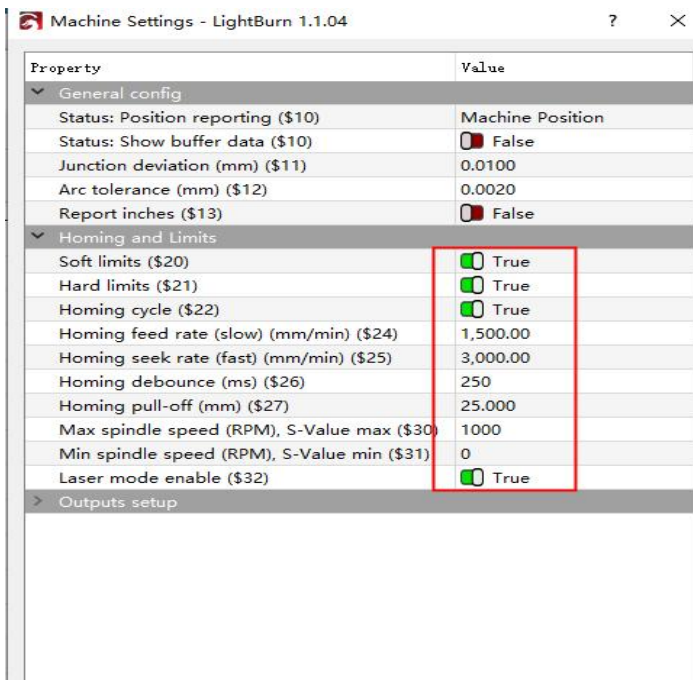 Machine Settings - LightBurn 1.1.04 ? ×
Property Value
General config
Status: Position reporting ($10) Machine Position
Status: Show buffer data ($10) False
Junction deviation (mm) ($11) 0.0100
Arc tolerance (mm) ($12) 0.0020
Report inches ($13) False
Homing and Limits
Soft limits ($20) True
Hard limits ($21) True
Homing cycle ($22) True
Homing feed rate (slow) (mm/min) ($24) 1,500.00
Homing seek rate (fast) (mm/min) ($25) 3,000.00
Homing debounce (ms) ($26) 250
Homing pull-off (mm) ($27) 25.000
Max spindle speed (RPM), S-Value max ($30) 1000
Min spindle speed (RPM), S-Value min ($31) 0
Laser mode enable ($32) True
Outputs setup